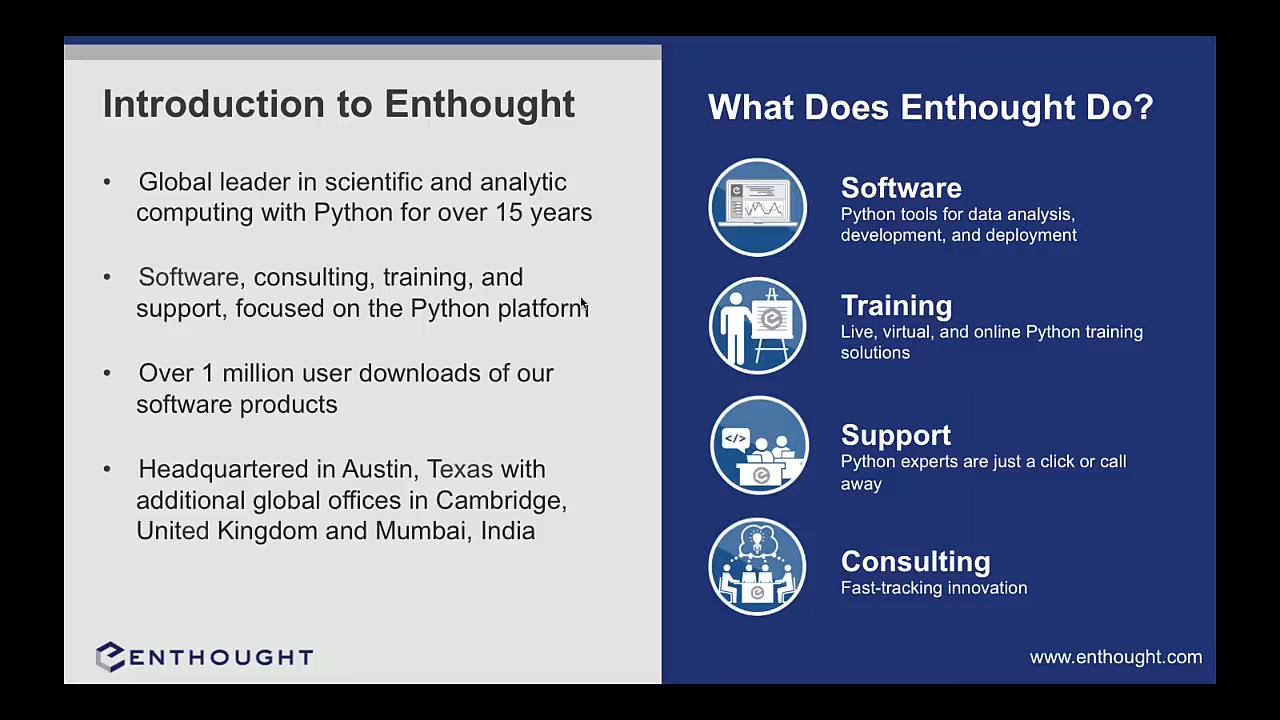 Introduction to Enthought
• Global leader in scientific and analytic
computing with Python for over 15 years
• Software, consulting, training, and
support, focused on the Python platform
• Over 1 million user downloads of our
software products
• Headquartered in Austin, Texas with
additional global offices in Cambridge,
United Kingdom and Mumbai, India
ENTHOUGHT
What Does Enthought Do?
Software
Python tools for data analysis,
development, and deployment
Training
Live, virtual, and online Python training
solutions
</>
Support
Python experts are just a click or call
away
Consulting
Fast-tracking innovation
www.enthought.com